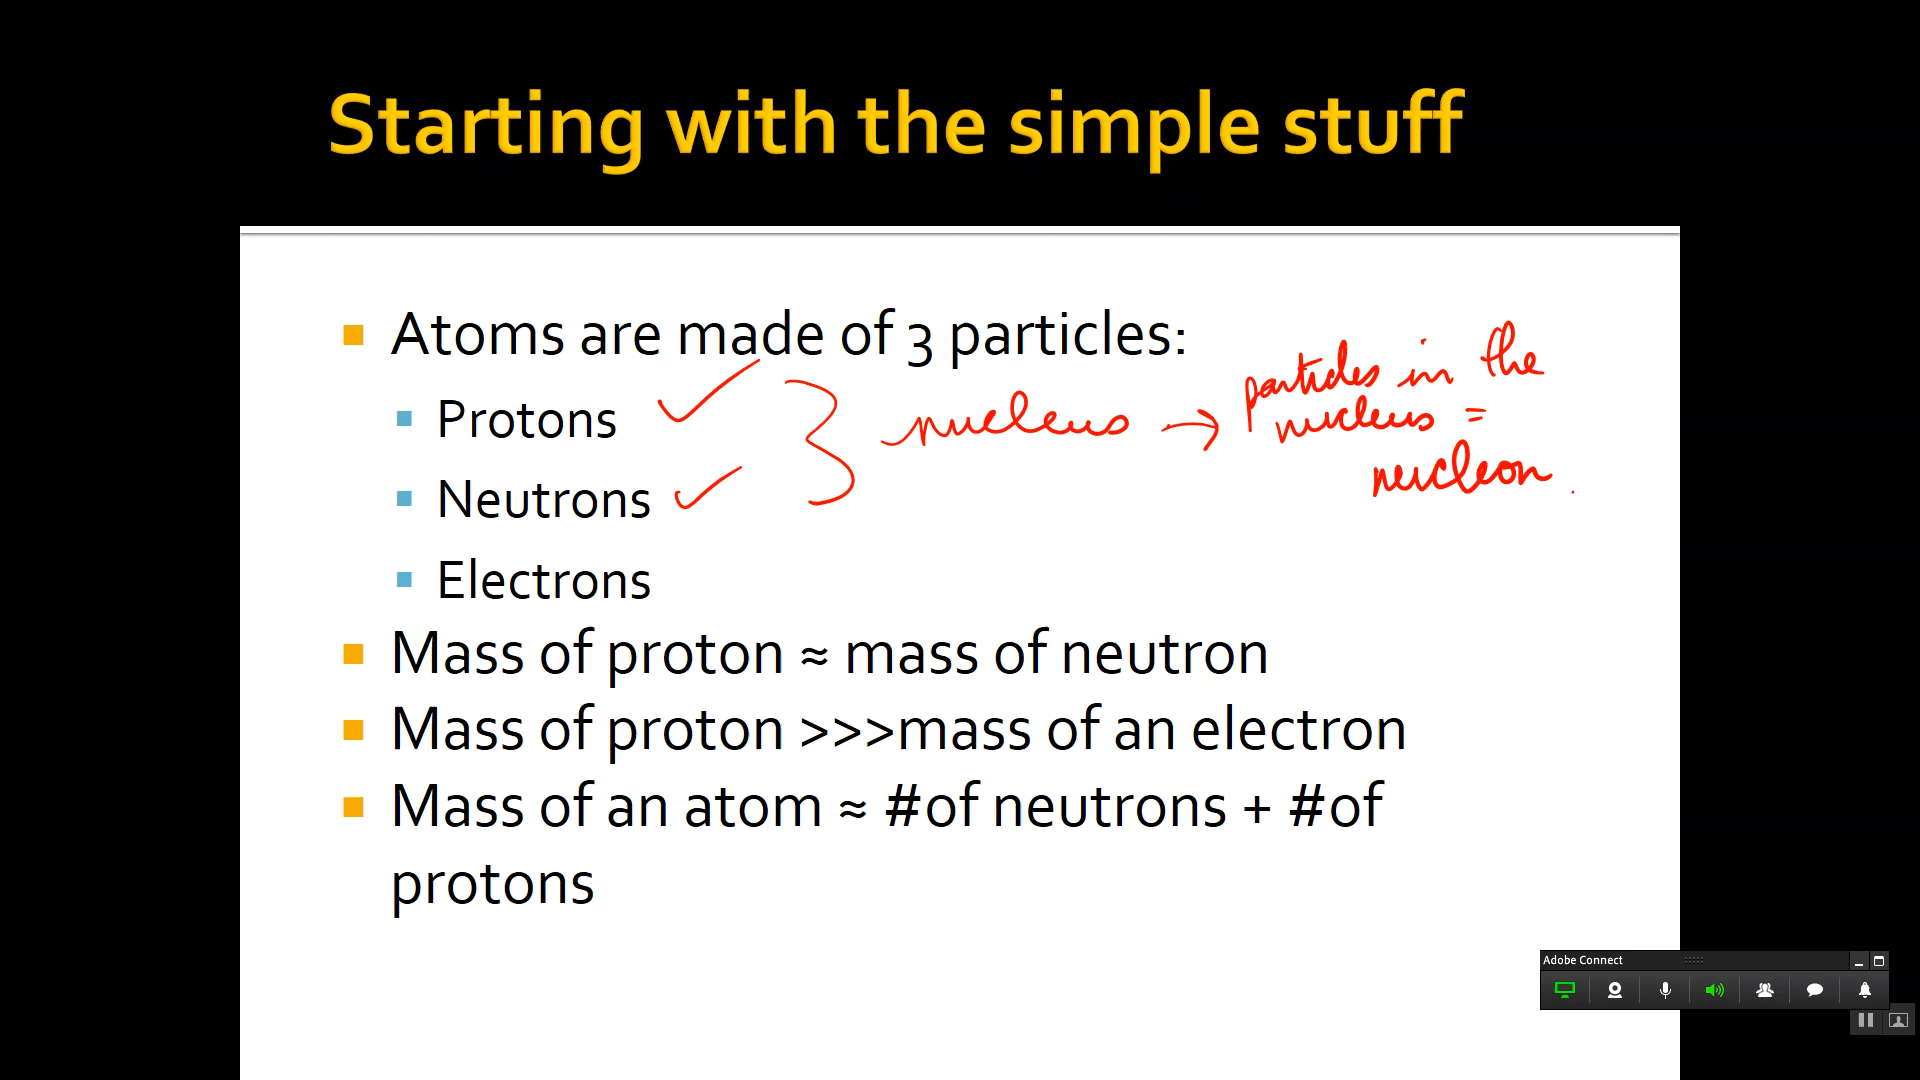 Starting with the simple stuff
Atoms are made of 3 particles:
Protons
Neutrons
Electrons
nucleus → particles in the
nucleus =
nucleon.
Mass of proton ≈ mass of neutron
Mass of proton >>>mass of an electron
Mass of an atom ≈ #of neutrons + #of
protons
Adobe Connect